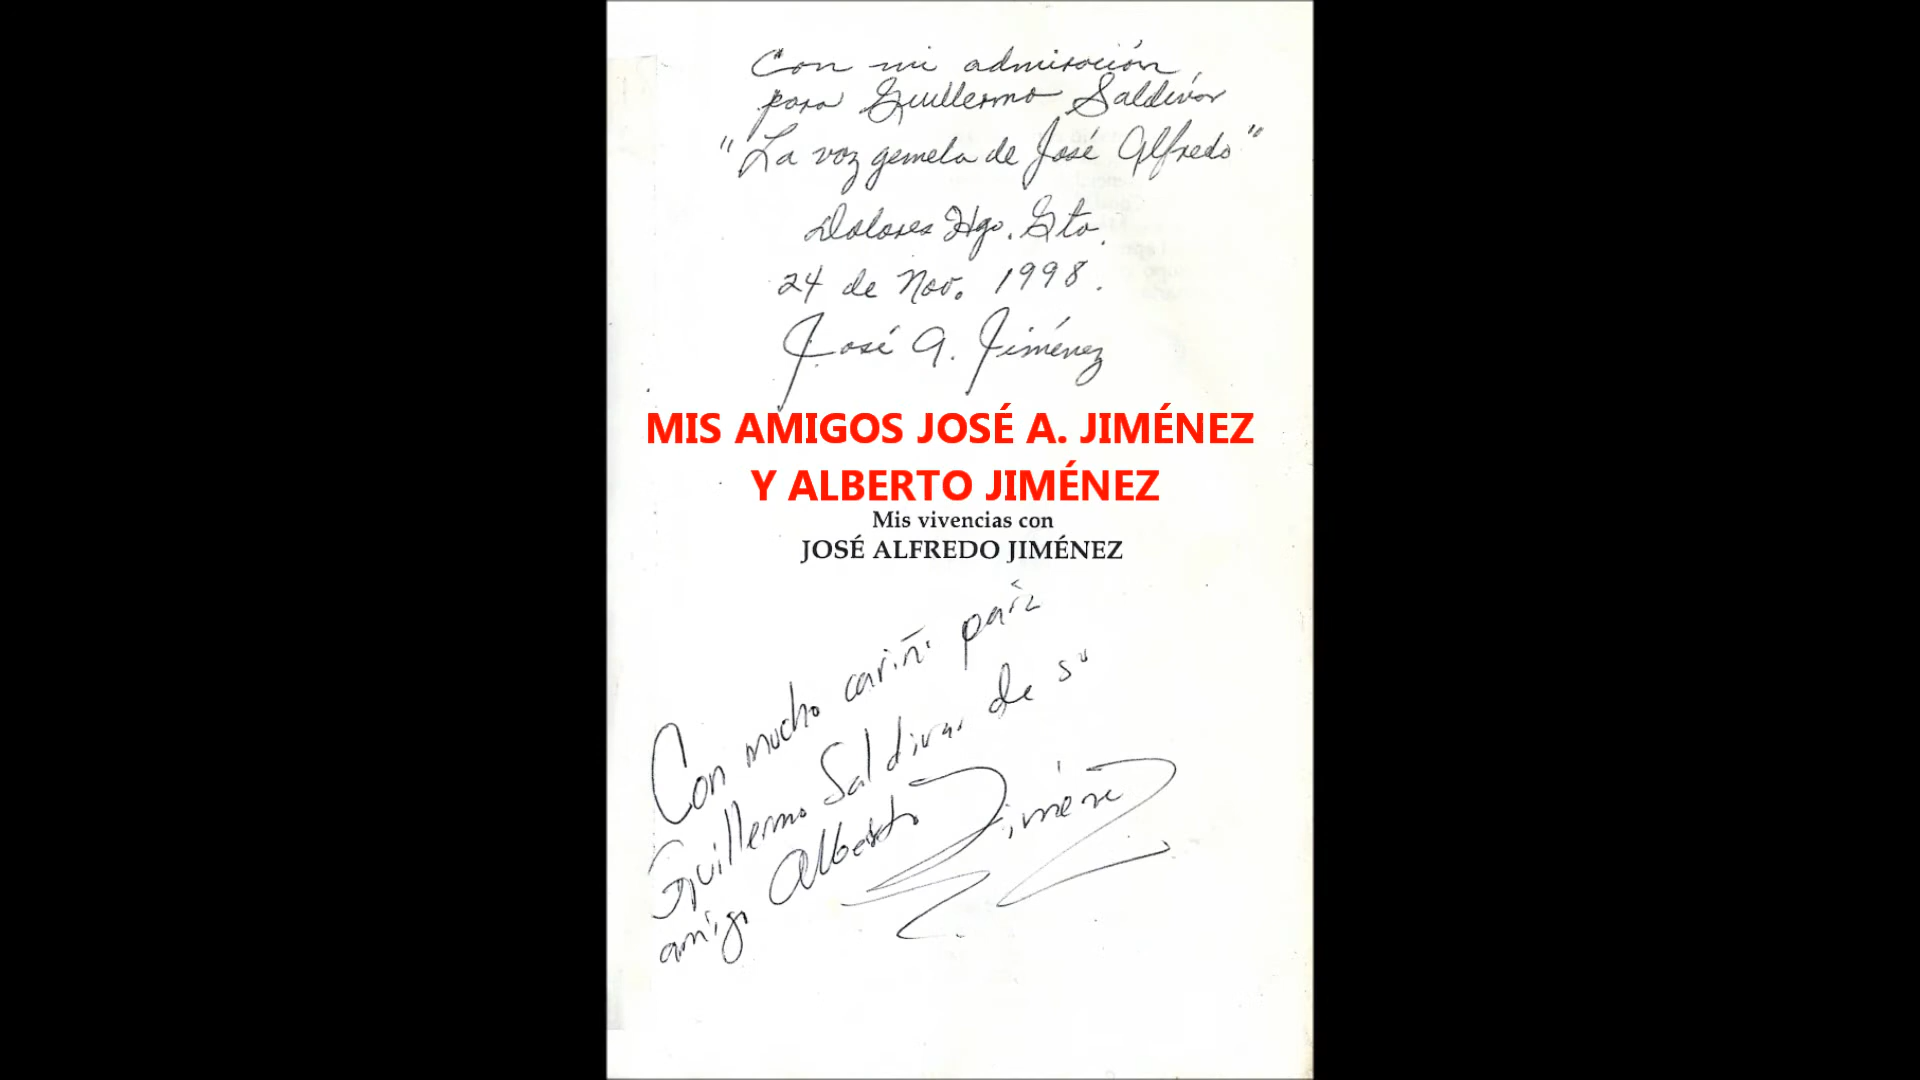 Con mi admiración
para Guillermo Saldívar
"La voz gemela de José Alfredo"
Dolores Hgo. Gto.
24 de Nov. 1998.
José A. Jiménez
MIS AMIGOS JOSÉ A. JIMÉNEZ
Y ALBERTO JIMÉNEZ
Mis vivencias con
JOSÉ ALFREDO JIMÉNEZ
Con mucho cariño para
Guillermo Saldivar de su
amigo Alberto Jiménez